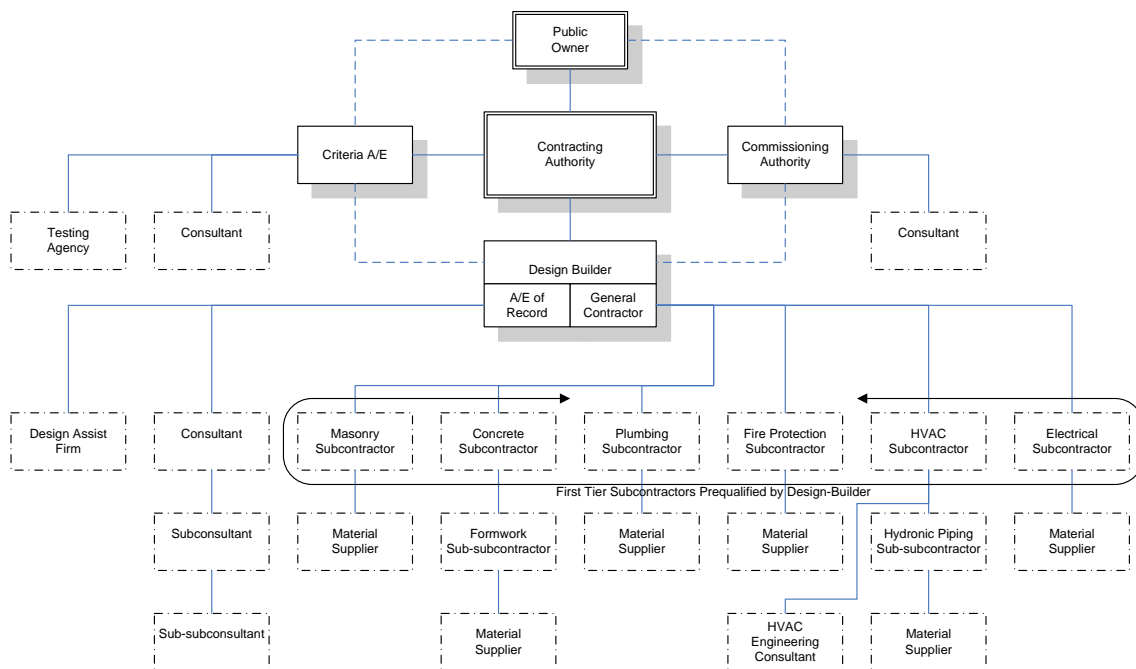 Public
Owner
Criteria A/E
Contracting
Authority
Commissioning
Authority
Testing
Agency
Consultant
Consultant
Design Builder
A/E of
Record
General
Contractor
Design Assist
Firm
Consultant
Masonry
Subcontractor
Concrete
Subcontractor
Plumbing
Subcontractor
Fire Protection
Subcontractor
HVAC
Subcontractor
Electrical
Subcontractor
First Tier Subcontractors Prequalified by Design-Builder
Subconsultant
Material
Supplier
Formwork
Sub-subcontractor
Material
Supplier
Material
Supplier
Hydronic Piping
Sub-subcontractor
Material
Supplier
Sub-subconsultant
Material
Supplier
HVAC
Engineering
Consultant
Material
Supplier